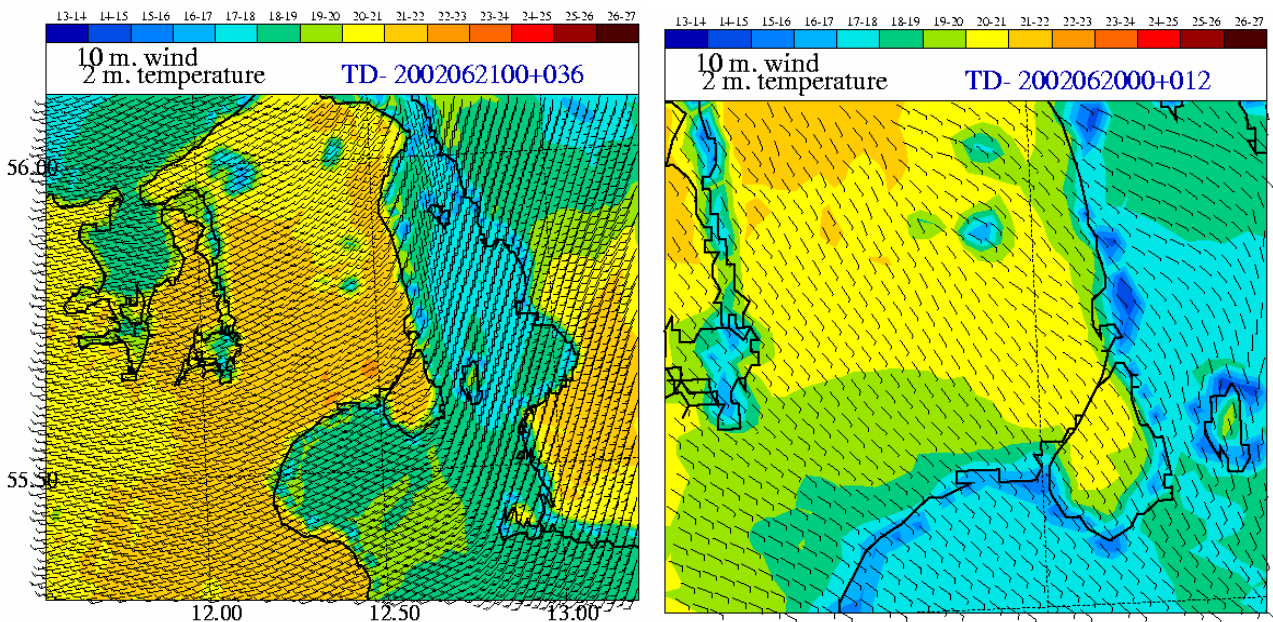 13-14 14-15 15-16 16-17 17-18 18-19 19-20 20-21 21-22 22-23 23-24 24-25 25-26 26-27
10 m. wind
2 m. temperature
TD- 2002062100+036
56.00
55.50
12.00 12.50 13.00
13-14 14-15 15-16 16-17 17-18 18-19 19-20 20-21 21-22 22-23 23-24 24-25 25-26 26-27
10 m. wind
2 m. temperature
TD- 2002062000+012